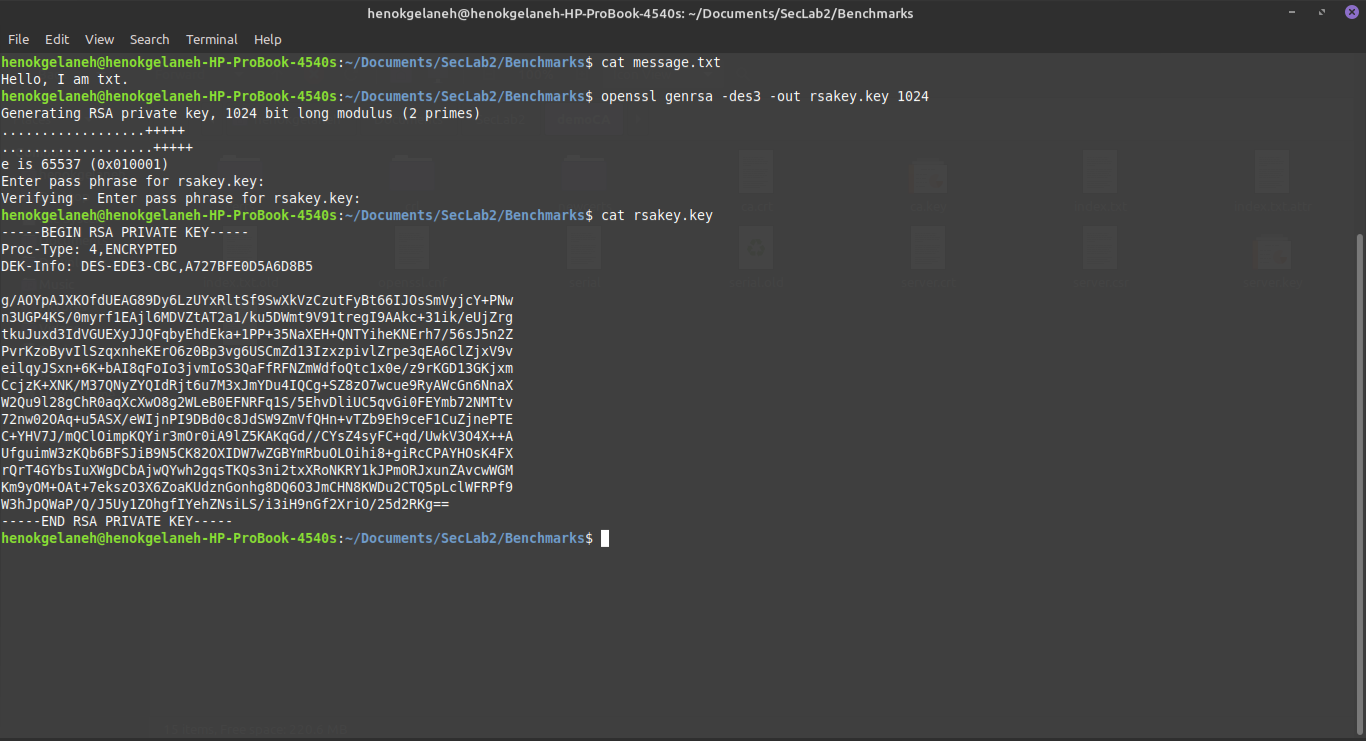 henokgelaneh@henokgelaneh-HP-ProBook-4540s: ~/Documents/SecLab2/Benchmarks
File Edit View Search Terminal Help
henokgelaneh@henokgelaneh-HP-ProBook-4540s:~/Documents/SecLab2/Benchmarks$ cat message.txt
Hello, I am txt.
henokgelaneh@henokgelaneh-HP-ProBook-4540s:~/Documents/SecLab2/Benchmarks$ openssl genrsa -des3 -out rsakey.key 1024
Generating RSA private key, 1024 bit long modulus (2 primes)
..................+++++
...................+++++
e is 65537 (0x010001)
Enter pass phrase for rsakey.key:
Verifying - Enter pass phrase for rsakey.key:
henokgelaneh@henokgelaneh-HP-ProBook-4540s:~/Documents/SecLab2/Benchmarks$ cat rsakey.key
-----BEGIN RSA PRIVATE KEY-----
Proc-Type: 4,ENCRYPTED
DEK-Info: DES-EDE3-CBC,A727BFE0D5A6D8B5
g/AOYpAJXKOfdUEAG89Dy6LzUYxRltSf9SwXkVzCzutFyBt66IJOsSmVyjcY+PNw
n3UGP4KS/0myrf1EAjl6MDVZtAT2a1/ku5DWmt9V91tregI9AAkc+31ik/eUjZrg
tkuJuxd3IdVGUEXyJJQFqbyEhdEka+1PP+35NaXEH+QNTYiheKNErh7/56sJ5n2Z
PvrKzoByvIlSzqxnheKErO6z0Bp3vg6USCmZd13IzxzpivlZrpe3qEA6ClZjxV9v
eilqyJSxn+6K+bAI8qFoIo3jvmIoS3QaFfRFNZmWdfoQtc1x0e/z9rKGD13GKjxm
CcjzK+XNK/M37QNyZYQIdRjt6u7M3xJmYDu4IQCg+SZ8zO7wcue9RyAWcGn6NnaX
W2Qu9l28gChR0aqXcXwO8g2WLeB0EFNRFq1S/5EhvDliUC5qvGi0FEYmb72NMTtv
72nw02OAq+u5ASX/eWIjnPI9DBd0c8JdSW9ZmVfQHn+vTZb9Eh9ceF1CuZjnePTE
C+YHV7J/mQClOimpKQYir3mOr0iA9lZ5KAKqGd//CYsZ4syFC+qd/UwkV3O4X++A
UfguimW3zKQb6BFSJiB9N5CK82OXIDW7wZGBYmRbuOLOihi8+giRcCPAYHOsK4FX
rQrT4GYbsIuXWgDCbAjwQYwh2gqsTKQs3ni2txXRoNKRY1kJPmORJxunZAvcwWGM
Km9yOM+OAt+7ekszO3X6ZoaKUdznGonhg8DQ6O3JmCHN8KWDu2CTQ5pLclWFRPf9
W3hJpQWaP/Q/J5Uy1ZOhgfIYehZNsiLS/i3iH9nGf2XriO/25d2RKg==
-----END RSA PRIVATE KEY-----
henokgelaneh@henokgelaneh-HP-ProBook-4540s:~/Documents/SecLab2/Benchmarks$